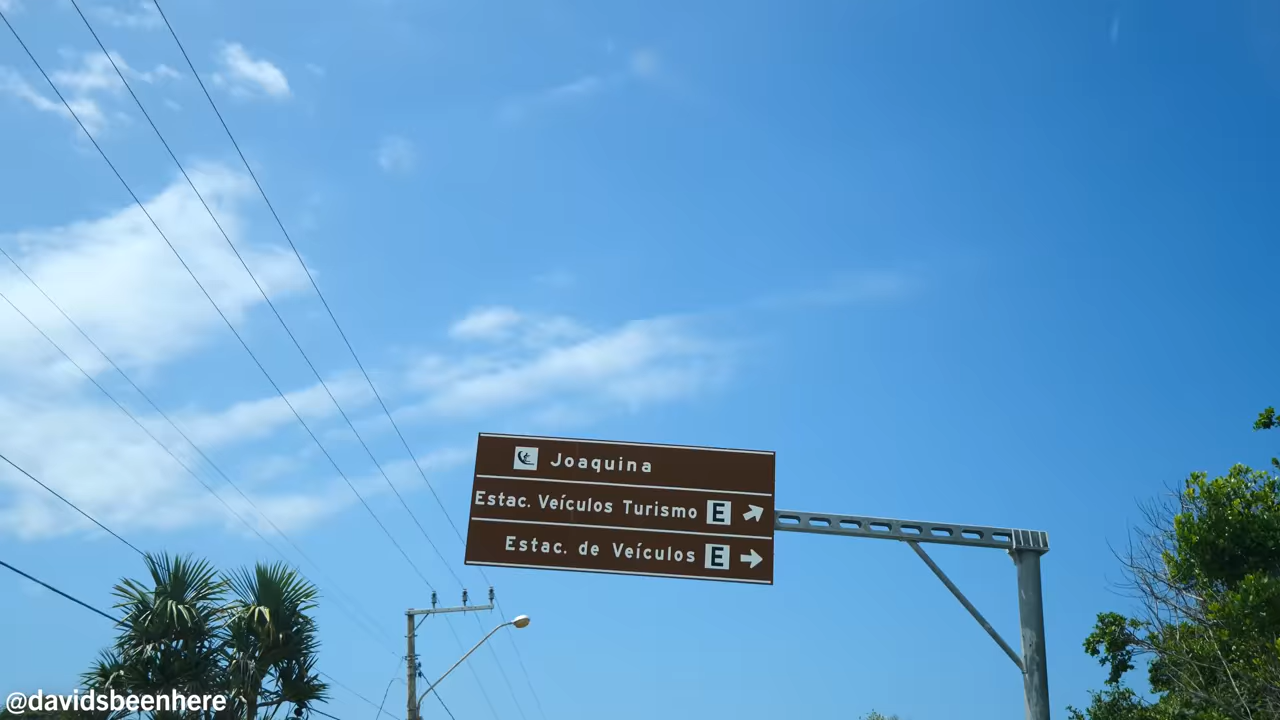 Joaquina
Estac. Veículos Turismo E
Estac. de Veículos E
@davidsbeenhere